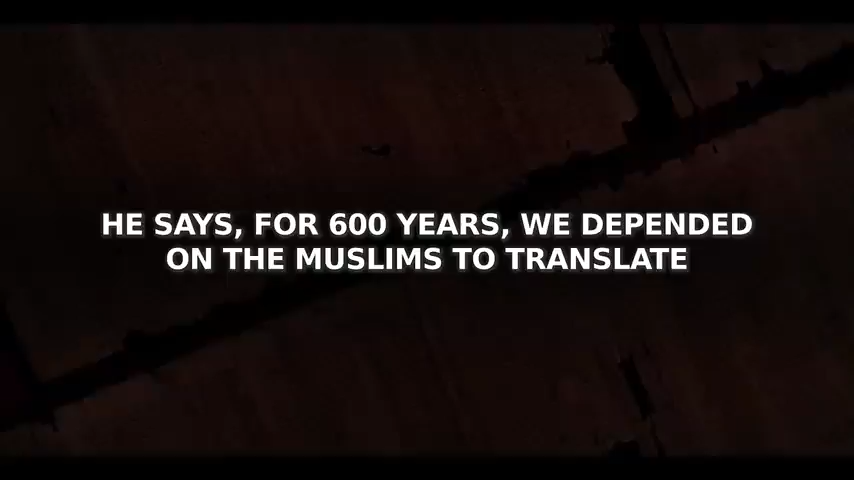 HE SAYS, FOR 600 YEARS, WE DEPENDED
ON THE MUSLIMS TO TRANSLATE